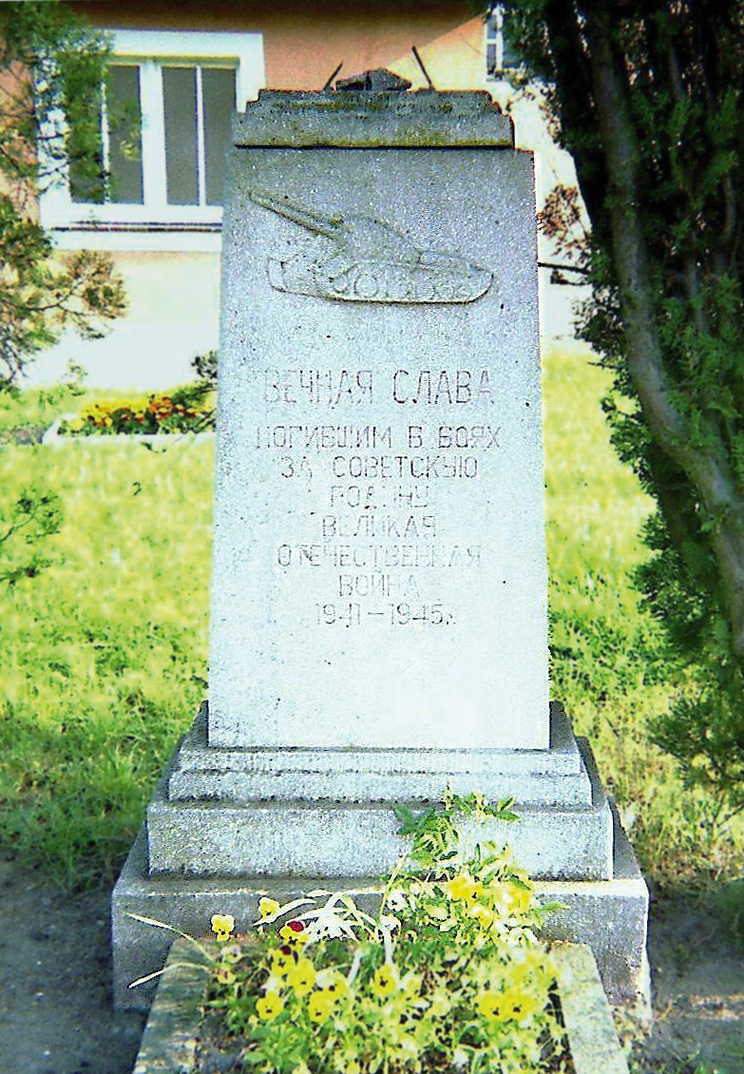 ВЕЧНАЯ СЛАВА
ПОГИБШИМ В БОЯХ
ЗА СОВЕТСКУЮ
РОДИНУ
ВЕЛИКАЯ
ОТЕЧЕСТВЕННАЯ
ВОЙНА
1941-1945г.